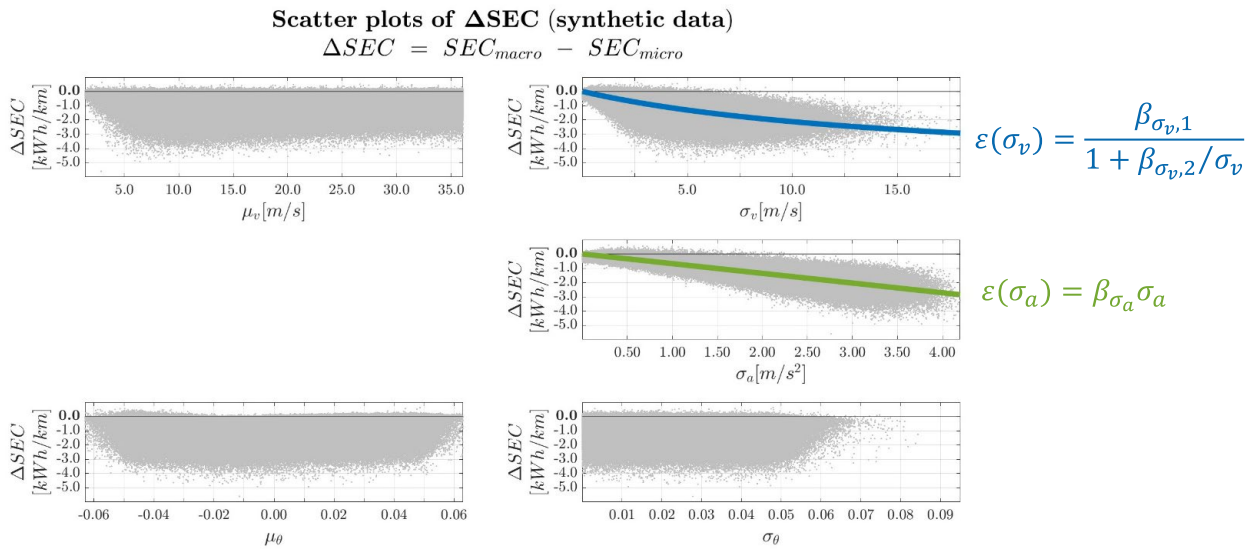 Scatter plots of ΔSEC (synthetic data)
ΔSEC = SEC_macro − SEC_micro
ΔSEC
[kWh/km]
0.0
-1.0
-2.0
-3.0
-4.0
-5.0
5.0 10.0 15.0 20.0 25.0 30.0 35.0
μ_v[m/s]
ΔSEC
[kWh/km]
0.0
-1.0
-2.0
-3.0
-4.0
-5.0
5.0 10.0 15.0
σ_v[m/s]
ε(σ_v) = β_{σ_v,1} / (1 + β_{σ_v,2}/σ_v)
ΔSEC
[kWh/km]
0.0
-1.0
-2.0
-3.0
-4.0
-5.0
0.50 1.00 1.50 2.00 2.50 3.00 3.50 4.00
σ_a[m/s²]
ε(σ_a) = β_{σ_a}σ_a
ΔSEC
[kWh/km]
0.0
-1.0
-2.0
-3.0
-4.0
-5.0
-0.06 -0.04 -0.02 0.00 0.02 0.04 0.06
μ_θ
ΔSEC
[kWh/km]
0.0
-1.0
-2.0
-3.0
-4.0
-5.0
0.01 0.02 0.03 0.04 0.05 0.06 0.07 0.08 0.09
σ_θ